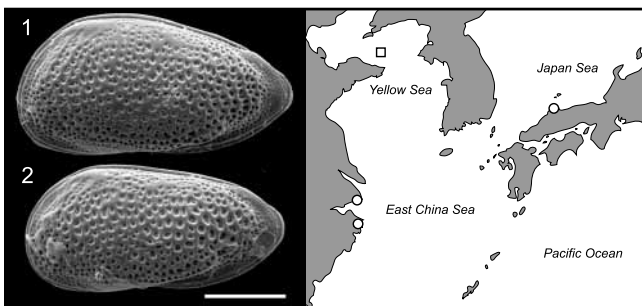 1
2
Japan Sea
Yellow Sea
East China Sea
Pacific Ocean